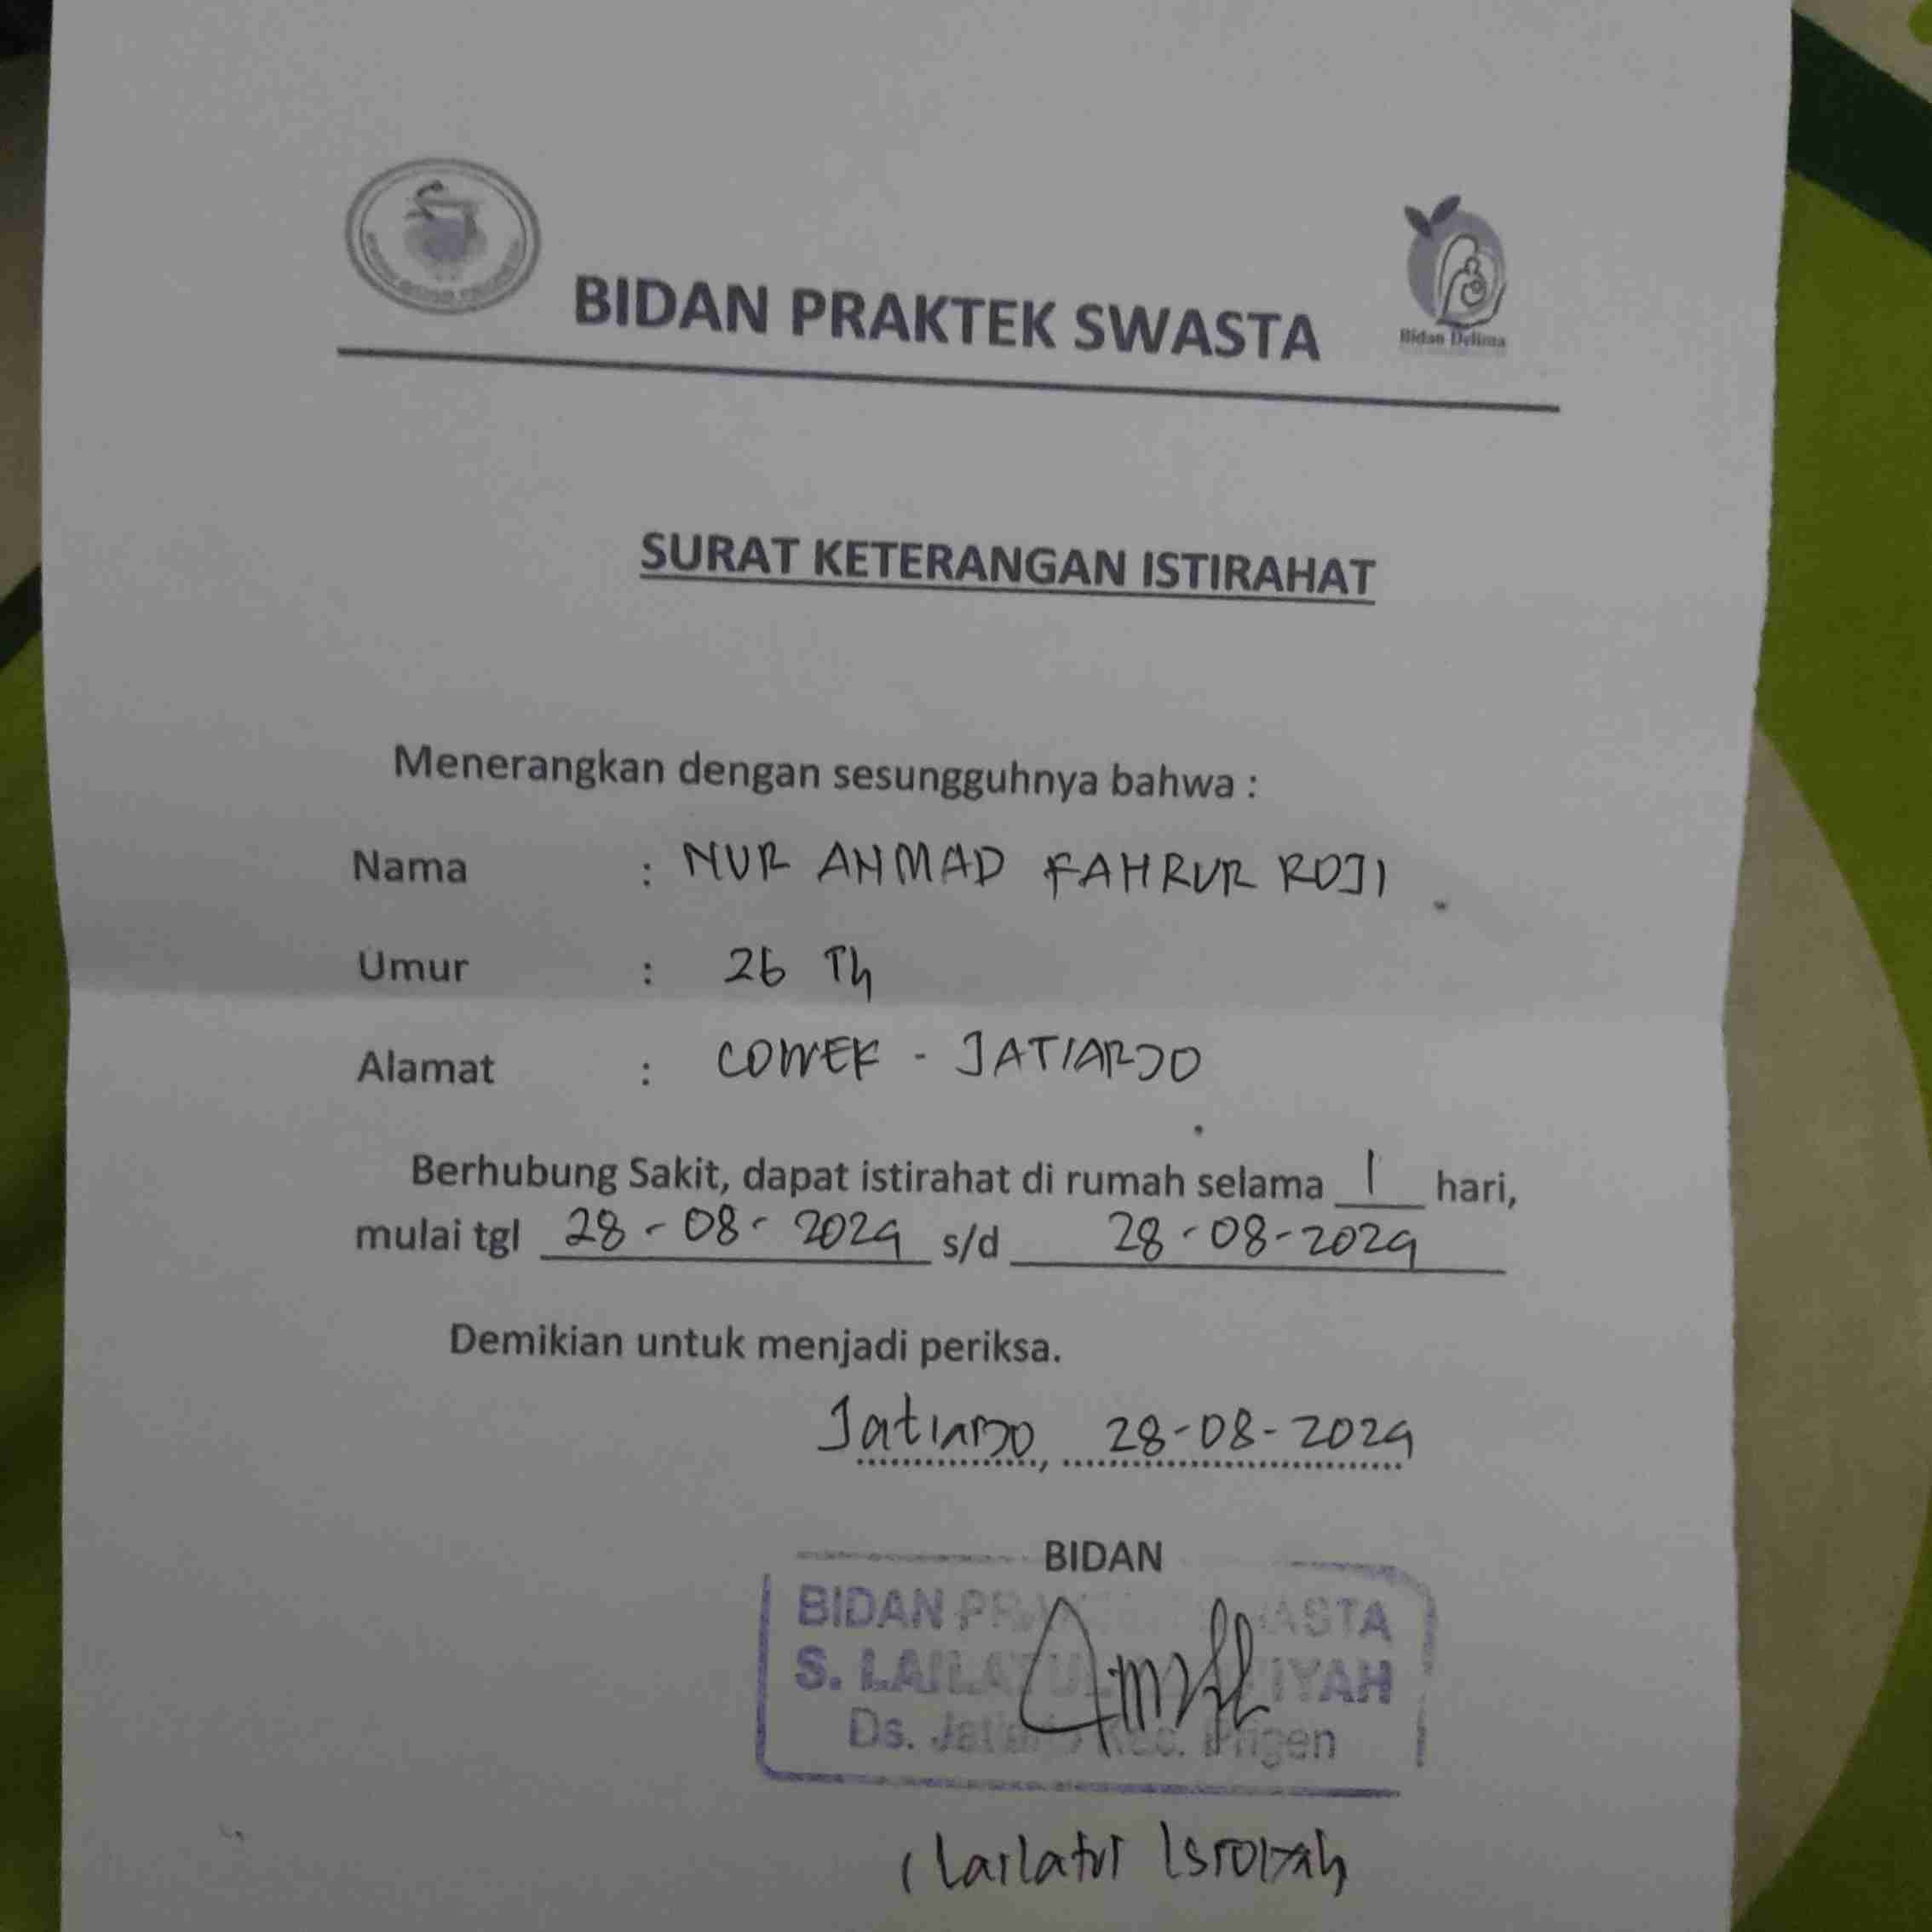 BIDAN PRAKTEK SWASTA
Bidan Delima
SURAT KETERANGAN ISTIRAHAT
Menerangkan dengan sesungguhnya bahwa :
Nama : NUR AHMAD FAHRUR ROJI
Umur : 26 Th
Alamat : COWEK - JATIARJO
Berhubung Sakit, dapat istirahat di rumah selama 1 hari,
mulai tgl 28-08-2024 s/d 28-08-2024
Demikian untuk menjadi periksa.
Jatiarjo, 28-08-2024
BIDAN
BIDAN
S. LAILATUL
Ds. Kec. Prigen
( Lailatul